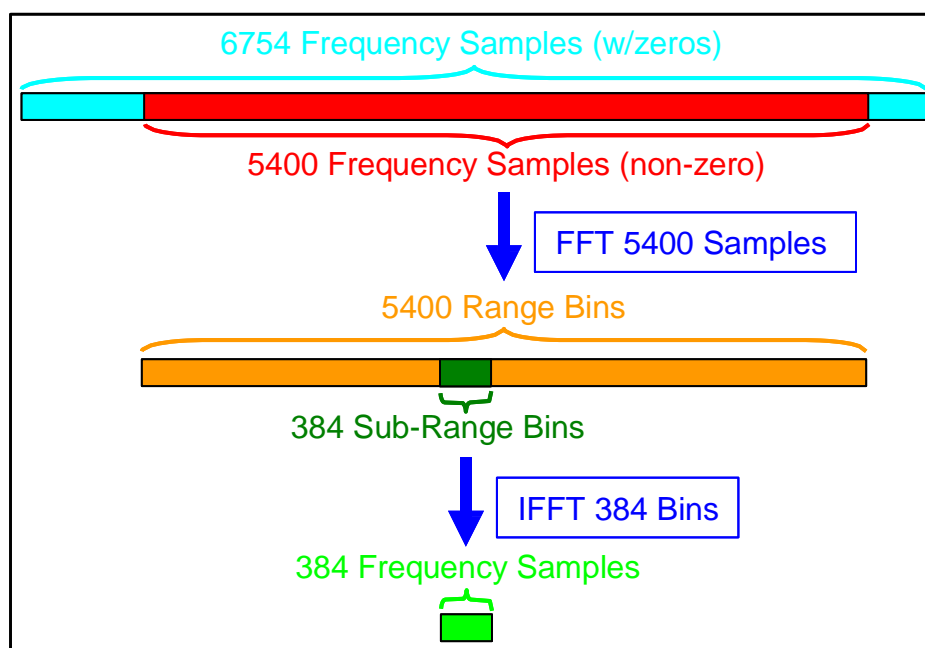 6754 Frequency Samples (w/zeros)
5400 Frequency Samples (non-zero)
FFT 5400 Samples
5400 Range Bins
384 Sub-Range Bins
IFFT 384 Bins
384 Frequency Samples